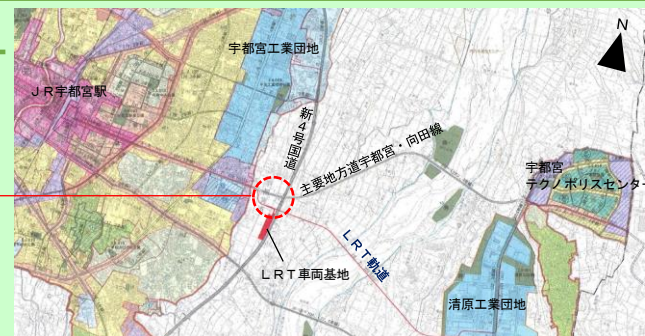 N
宇都宮工業団地
ＪＲ宇都宮駅
新４号国道
主要地方道宇都宮・向田線
宇都宮
テクノポリスセンター
ＬＲＴ軌道
ＬＲＴ車両基地
清原工業団地